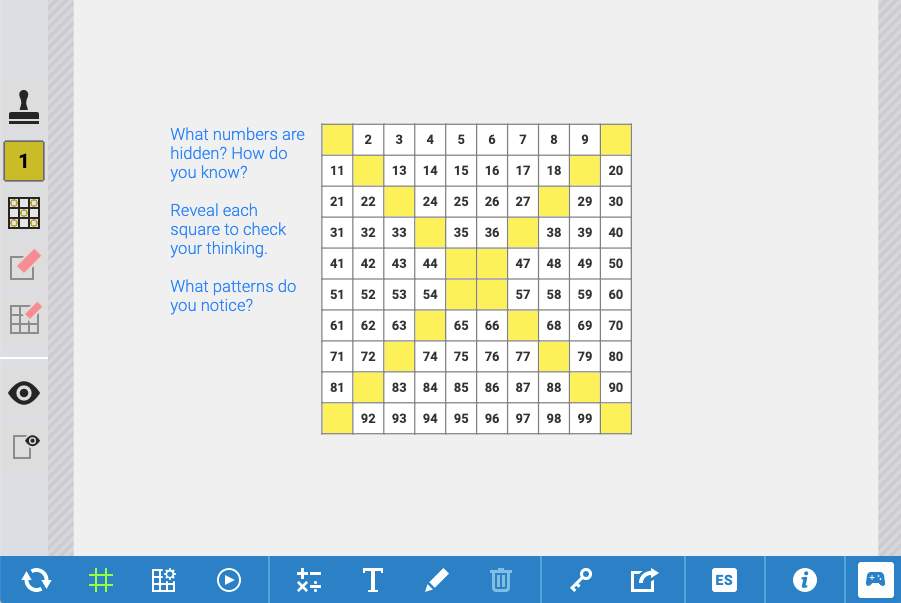 1
What numbers are
hidden? How do
you know?
Reveal each
square to check
your thinking.
What patterns do
you notice?
2 3 4 5 6 7 8 9
11 13 14 15 16 17 18 20
21 22 24 25 26 27 29 30
31 32 33 35 36 38 39 40
41 42 43 44 47 48 49 50
51 52 53 54 57 58 59 60
61 62 63 65 66 68 69 70
71 72 74 75 76 77 79 80
81 83 84 85 86 87 88 90
92 93 94 95 96 97 98 99
T ES